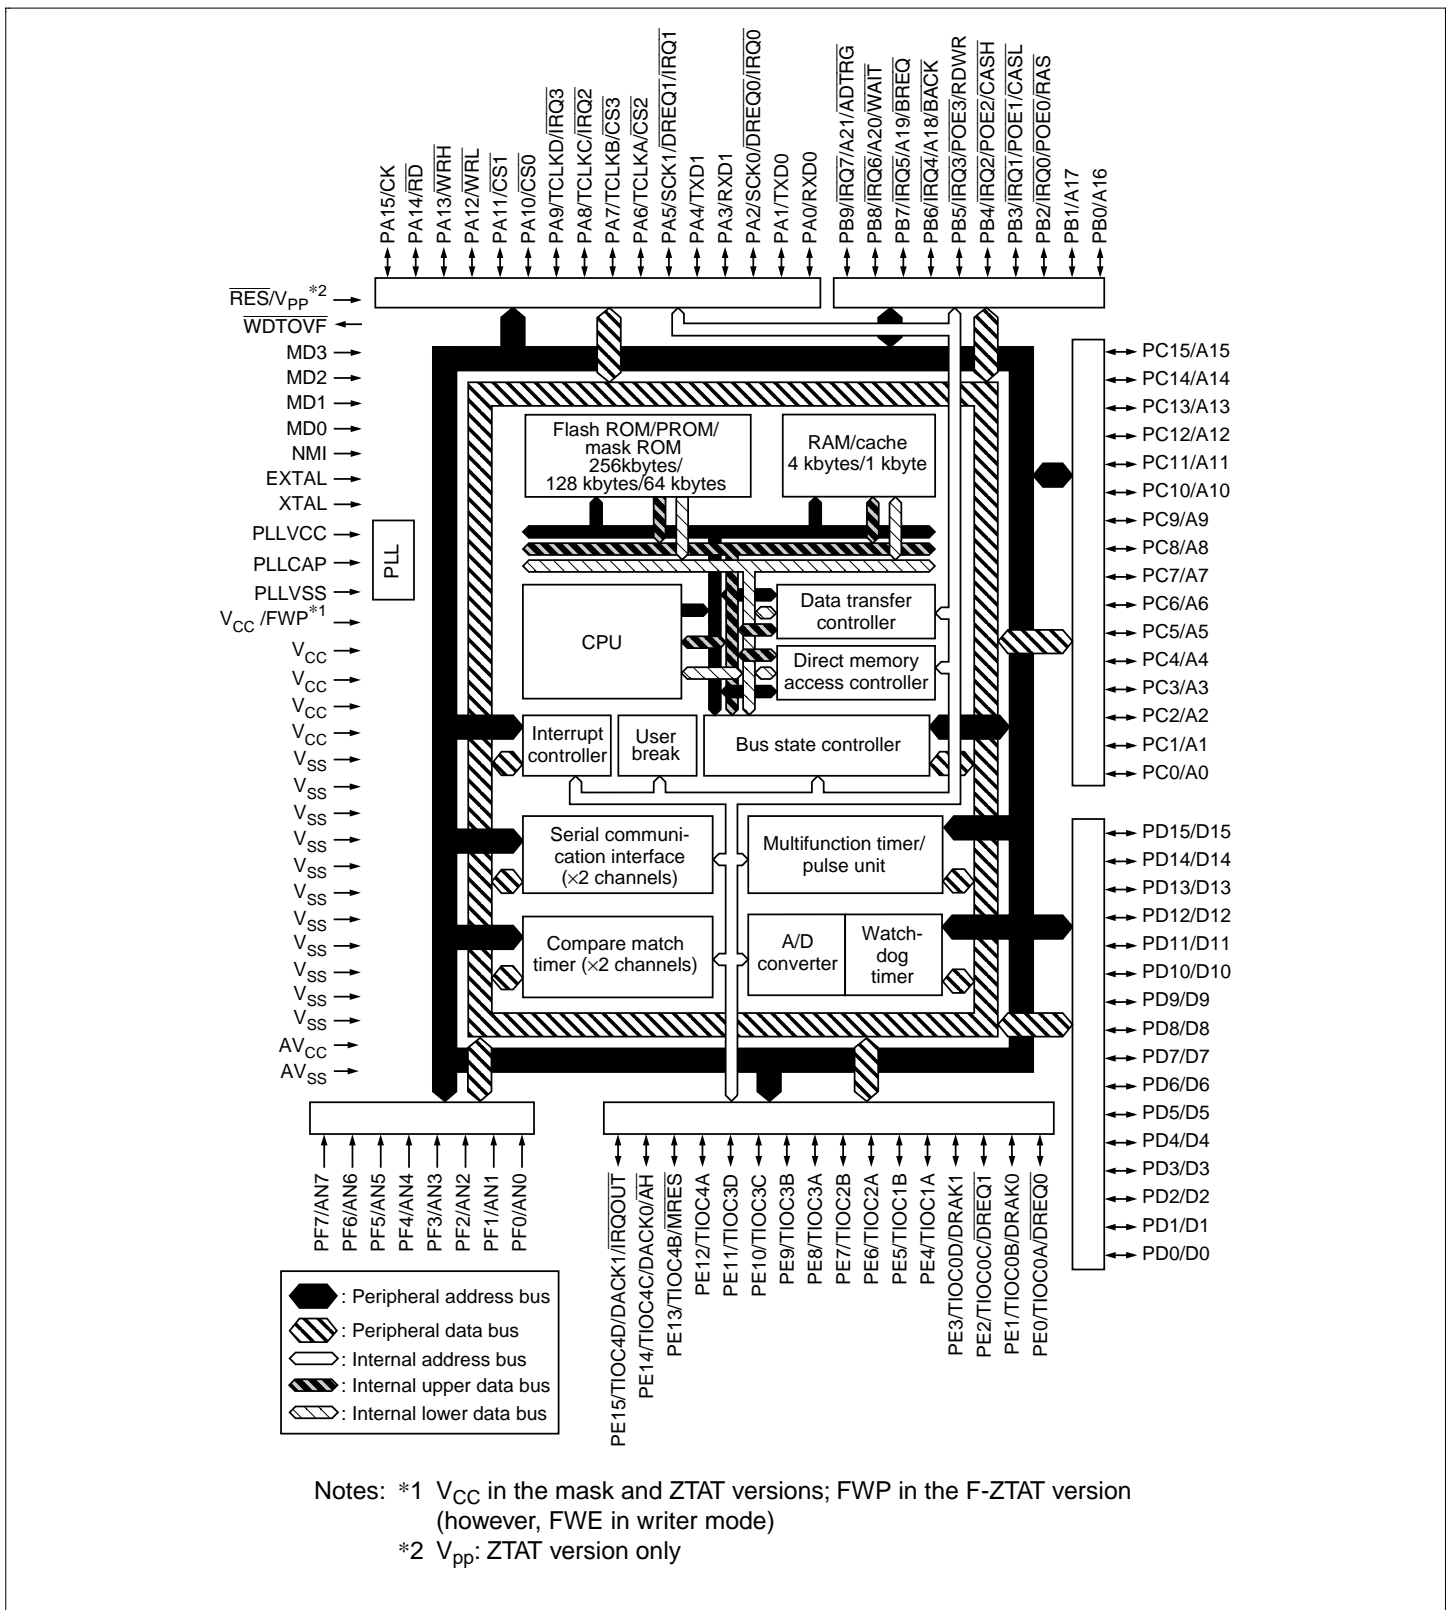 PA15/CK
PA14/RD
PA13/WRH
PA12/WRL
PA11/CS1
PA10/CS0
PA9/TCLKD/IRQ3
PA8/TCLKC/IRQ2
PA7/TCLKB/CS3
PA6/TCLKA/CS2
PA5/SCK1/DREQ1/IRQ1
PA4/TXD1
PA3/RXD1
PA2/SCK0/DREQ0/IRQ0
PA1/TXD0
PA0/RXD0
PB9/IRQ7/A21/ADTRG
PB8/IRQ6/A20/WAIT
PB7/IRQ5/A19/BREQ
PB6/IRQ4/A18/BACK
PB5/IRQ3/POE3/RDWR
PB4/IRQ2/POE2/CASH
PB3/IRQ1/POE1/CASL
PB2/IRQ0/POE0/RAS
PB1/A17
PB0/A16
RES/VPP*2
WDTOVF
MD3
MD2
MD1
MD0
NMI
EXTAL
XTAL
PLLVCC
PLLCAP
PLLVSS
VCC /FWP*1
VCC
VCC
VCC
VCC
VSS
VSS
VSS
VSS
VSS
VSS
VSS
VSS
VSS
VSS
VSS
AVCC
AVSS
PLL
Flash ROM/PROM/
mask ROM
256kbytes/
128 kbytes/64 kbytes
RAM/cache
4 kbytes/1 kbyte
CPU
Data transfer
controller
Direct memory
access controller
Interrupt
controller
User
break
Bus state controller
Serial communi-
cation interface
(×2 channels)
Multifunction timer/
pulse unit
Compare match
timer (×2 channels)
A/D
converter
Watch-
dog
timer
PC15/A15
PC14/A14
PC13/A13
PC12/A12
PC11/A11
PC10/A10
PC9/A9
PC8/A8
PC7/A7
PC6/A6
PC5/A5
PC4/A4
PC3/A3
PC2/A2
PC1/A1
PC0/A0
PD15/D15
PD14/D14
PD13/D13
PD12/D12
PD11/D11
PD10/D10
PD9/D9
PD8/D8
PD7/D7
PD6/D6
PD5/D5
PD4/D4
PD3/D3
PD2/D2
PD1/D1
PD0/D0
PF7/AN7
PF6/AN6
PF5/AN5
PF4/AN4
PF3/AN3
PF2/AN2
PF1/AN1
PF0/AN0
PE15/TIOC4D/DACK1/IRQOUT
PE14/TIOC4C/DACK0/AH
PE13/TIOC4B/MRES
PE12/TIOC4A
PE11/TIOC3D
PE10/TIOC3C
PE9/TIOC3B
PE8/TIOC3A
PE7/TIOC2B
PE6/TIOC2A
PE5/TIOC1B
PE4/TIOC1A
PE3/TIOC0D/DRAK1
PE2/TIOC0C/DREQ1
PE1/TIOC0B/DRAK0
PE0/TIOC0A/DREQ0
: Peripheral address bus
: Peripheral data bus
: Internal address bus
: Internal upper data bus
: Internal lower data bus
Notes: *1 VCC in the mask and ZTAT versions; FWP in the F-ZTAT version
(however, FWE in writer mode)
*2 Vpp: ZTAT version only